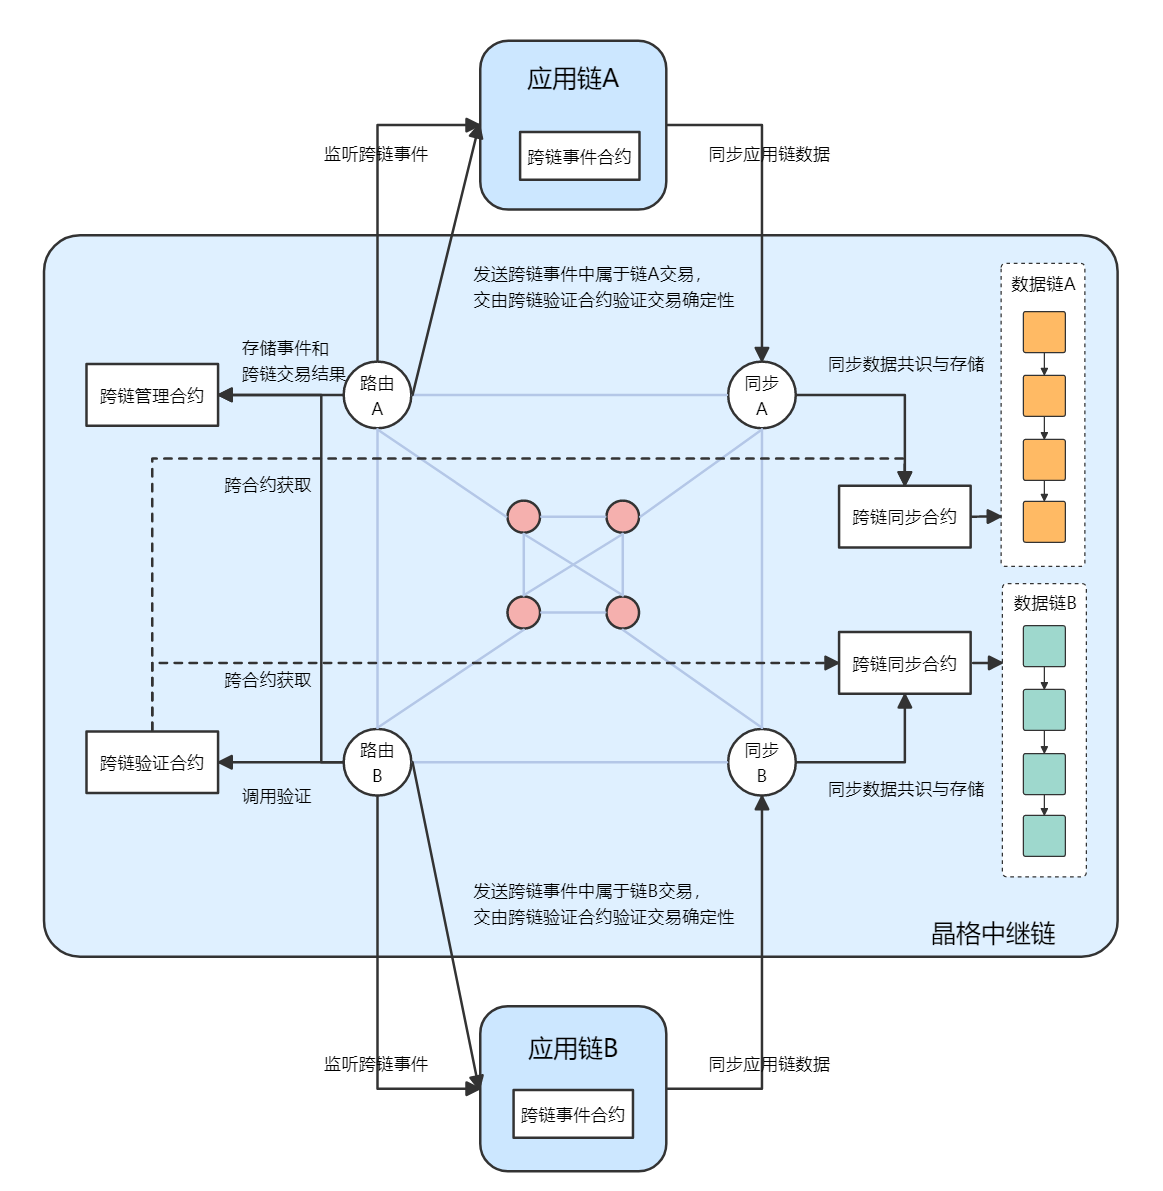 应用链A
跨链事件合约
监听跨链事件
同步应用链数据
发送跨链事件中属于链A交易，
交由跨链验证合约验证交易确定性
数据链A
存储事件和
跨链交易结果
跨链管理合约
路由
A
同步
A
同步数据共识与存储
跨合约获取
跨链同步合约
数据链B
跨链同步合约
跨合约获取
跨链验证合约
路由
B
同步
B
调用验证
同步数据共识与存储
发送跨链事件中属于链B交易，
交由跨链验证合约验证交易确定性
晶格中继链
应用链B
监听跨链事件
同步应用链数据
跨链事件合约